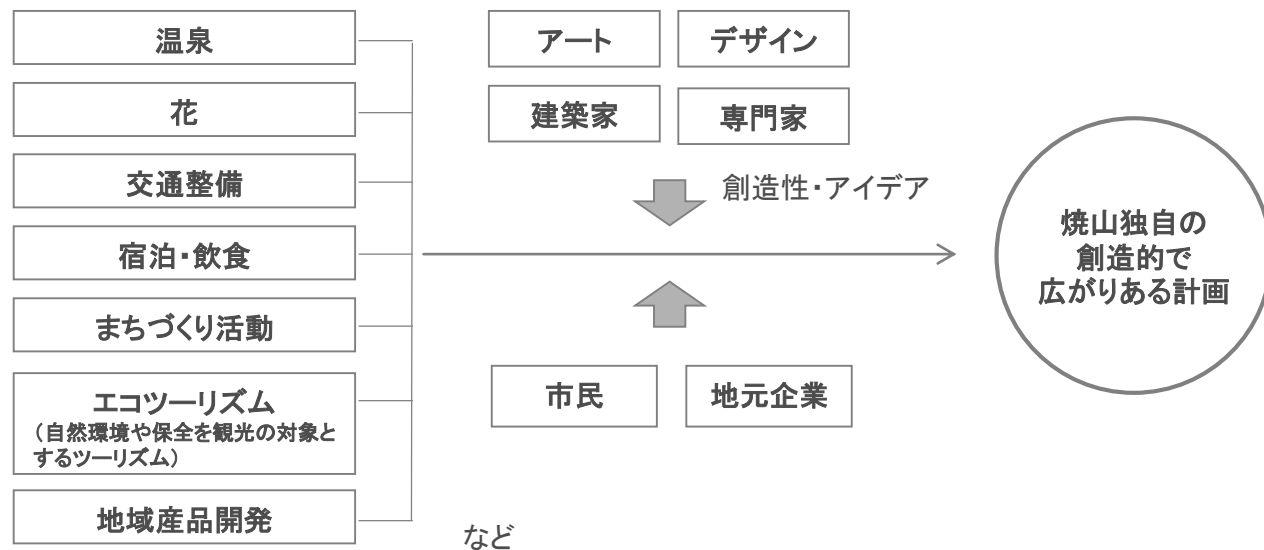 温泉
花
交通整備
宿泊・飲食
まちづくり活動
エコツーリズム
（自然環境や保全を観光の対象と
するツーリズム）
地域産品開発
など
アート
デザイン
建築家
専門家
創造性・アイデア
市民
地元企業
焼山独自の
創造的で
広がりある計画